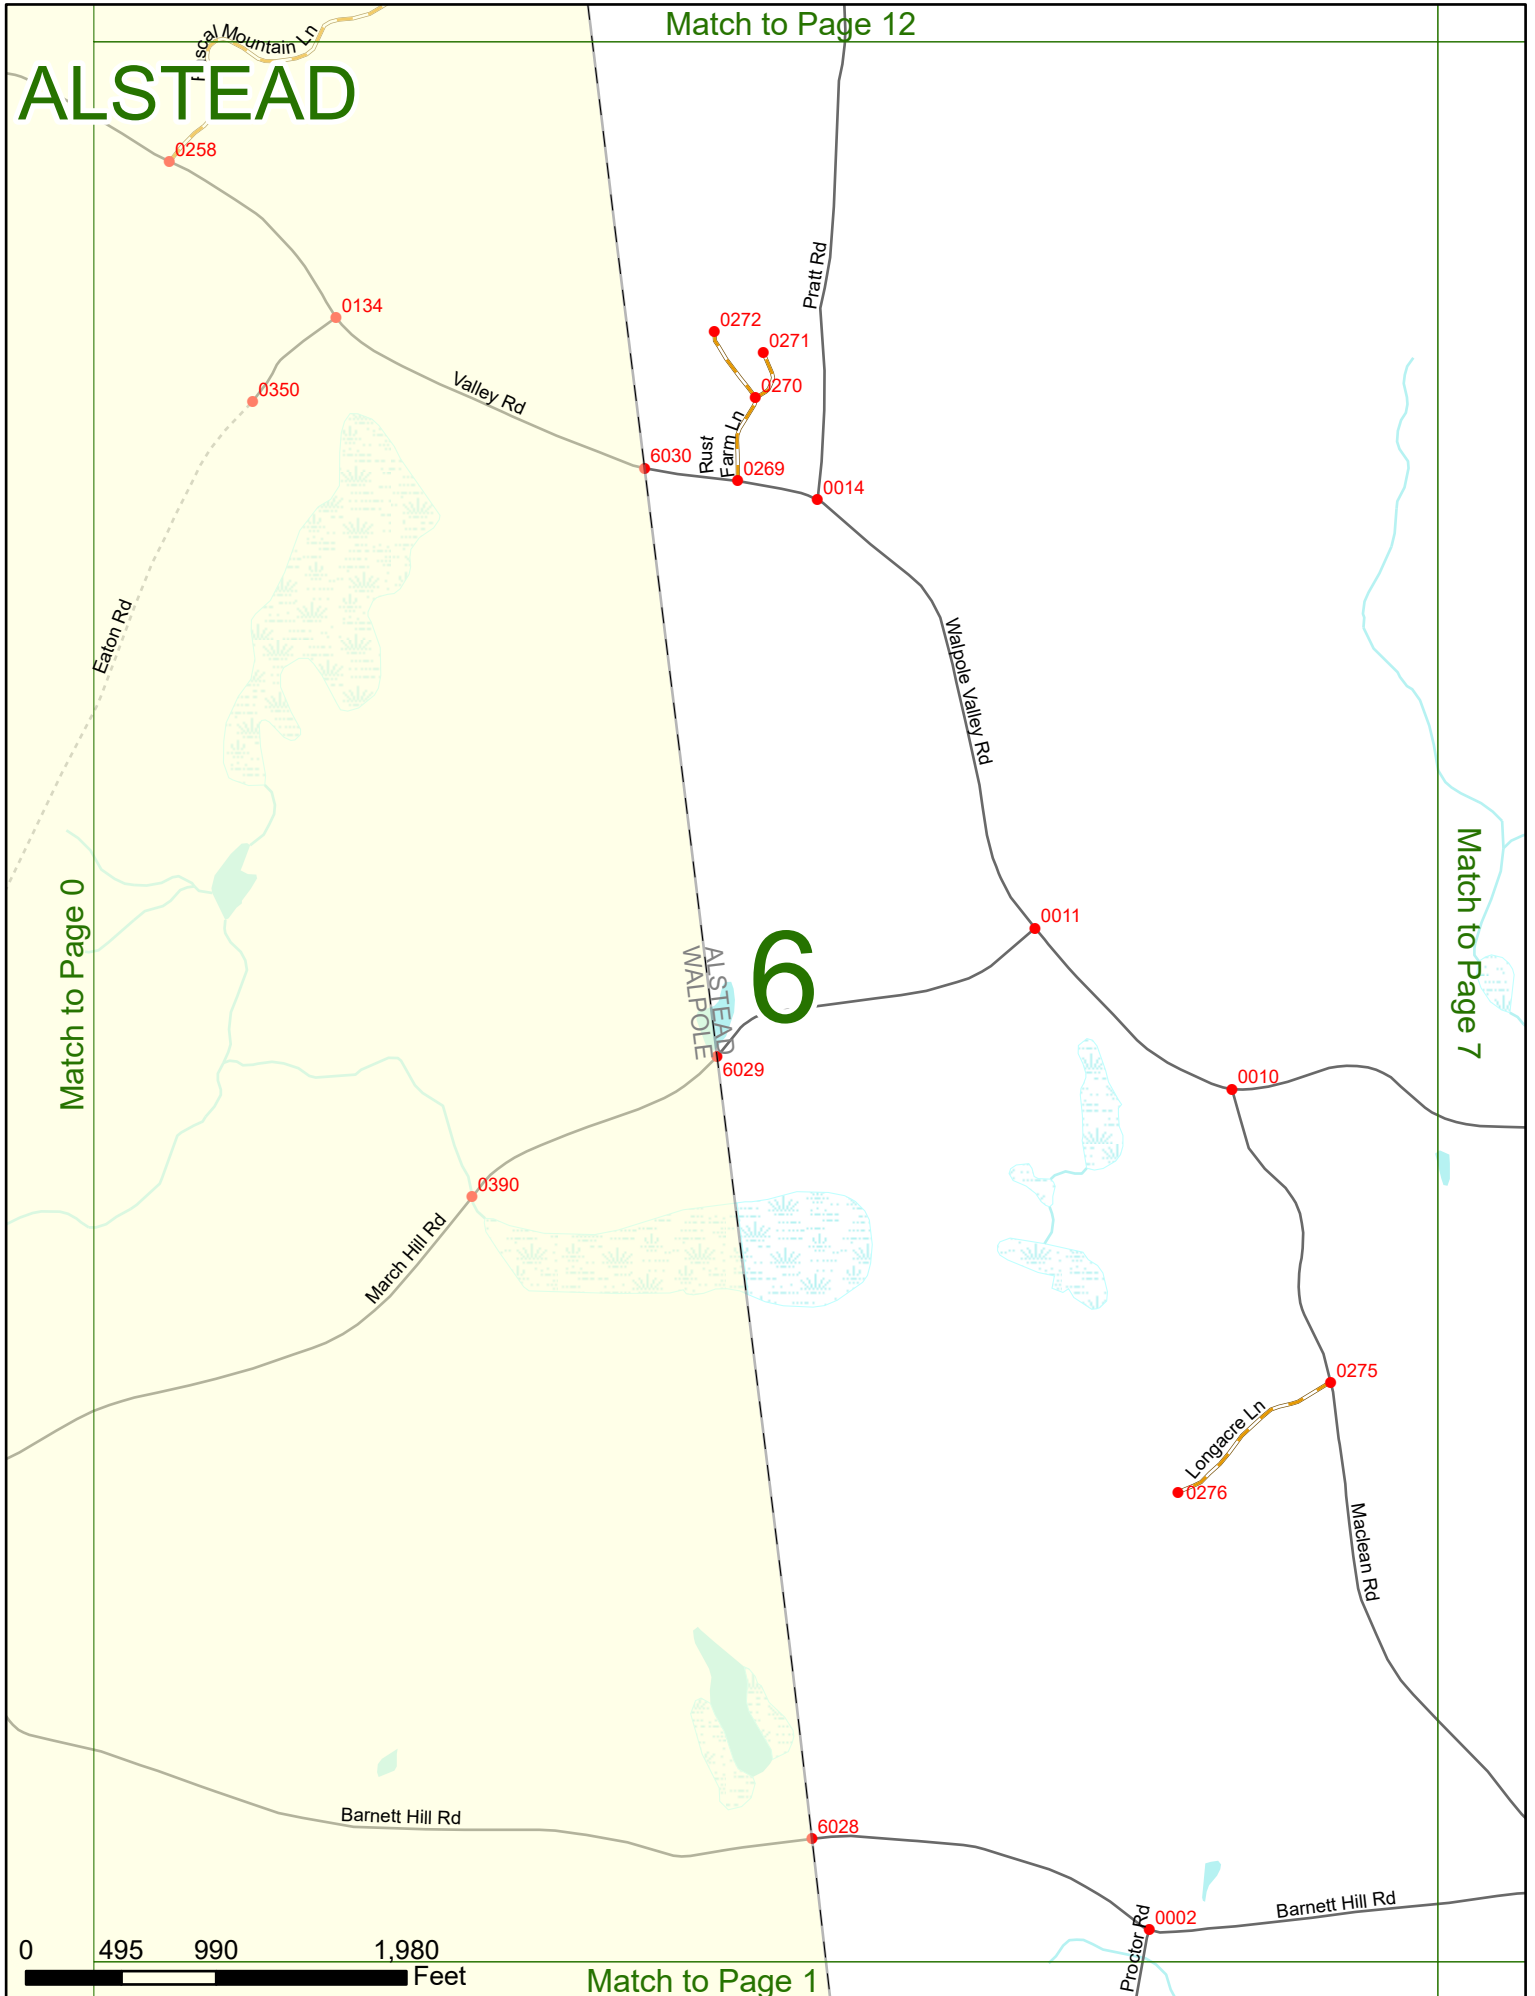 Match to Page 12
Mountain Ln
ALSTEAD
0258
0134
Pratt Rd
0272
0271
0270
0350
Valley Rd
Rust
Farm Ln
6030
0269
0014
Eaton Rd
Walpole Valley Rd
Match to Page 0
Match to Page 7
0011
6
ALSTEAD
WALPOLE
6029
0010
0390
March Hill Rd
0275
Longacre Ln
0276
Maclean Rd
Barnett Hill Rd
6028
Barnett Hill Rd
0002
Proctor Rd
0 495 990 1,980
Feet
Match to Page 1